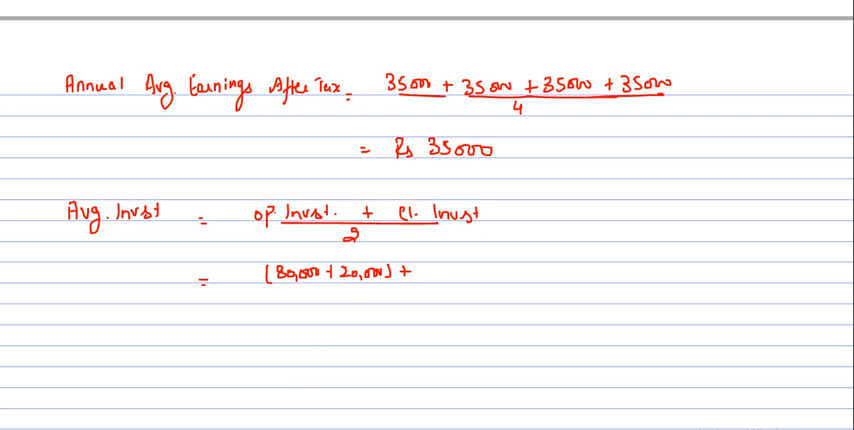 Annual Avg. Earnings After Tax = 35000 + 35000 + 35000 + 35000
4
= Rs 35000
Avg. Invst = op. Invst. + cl. Invst
2
= (80,000 + 20,000) +